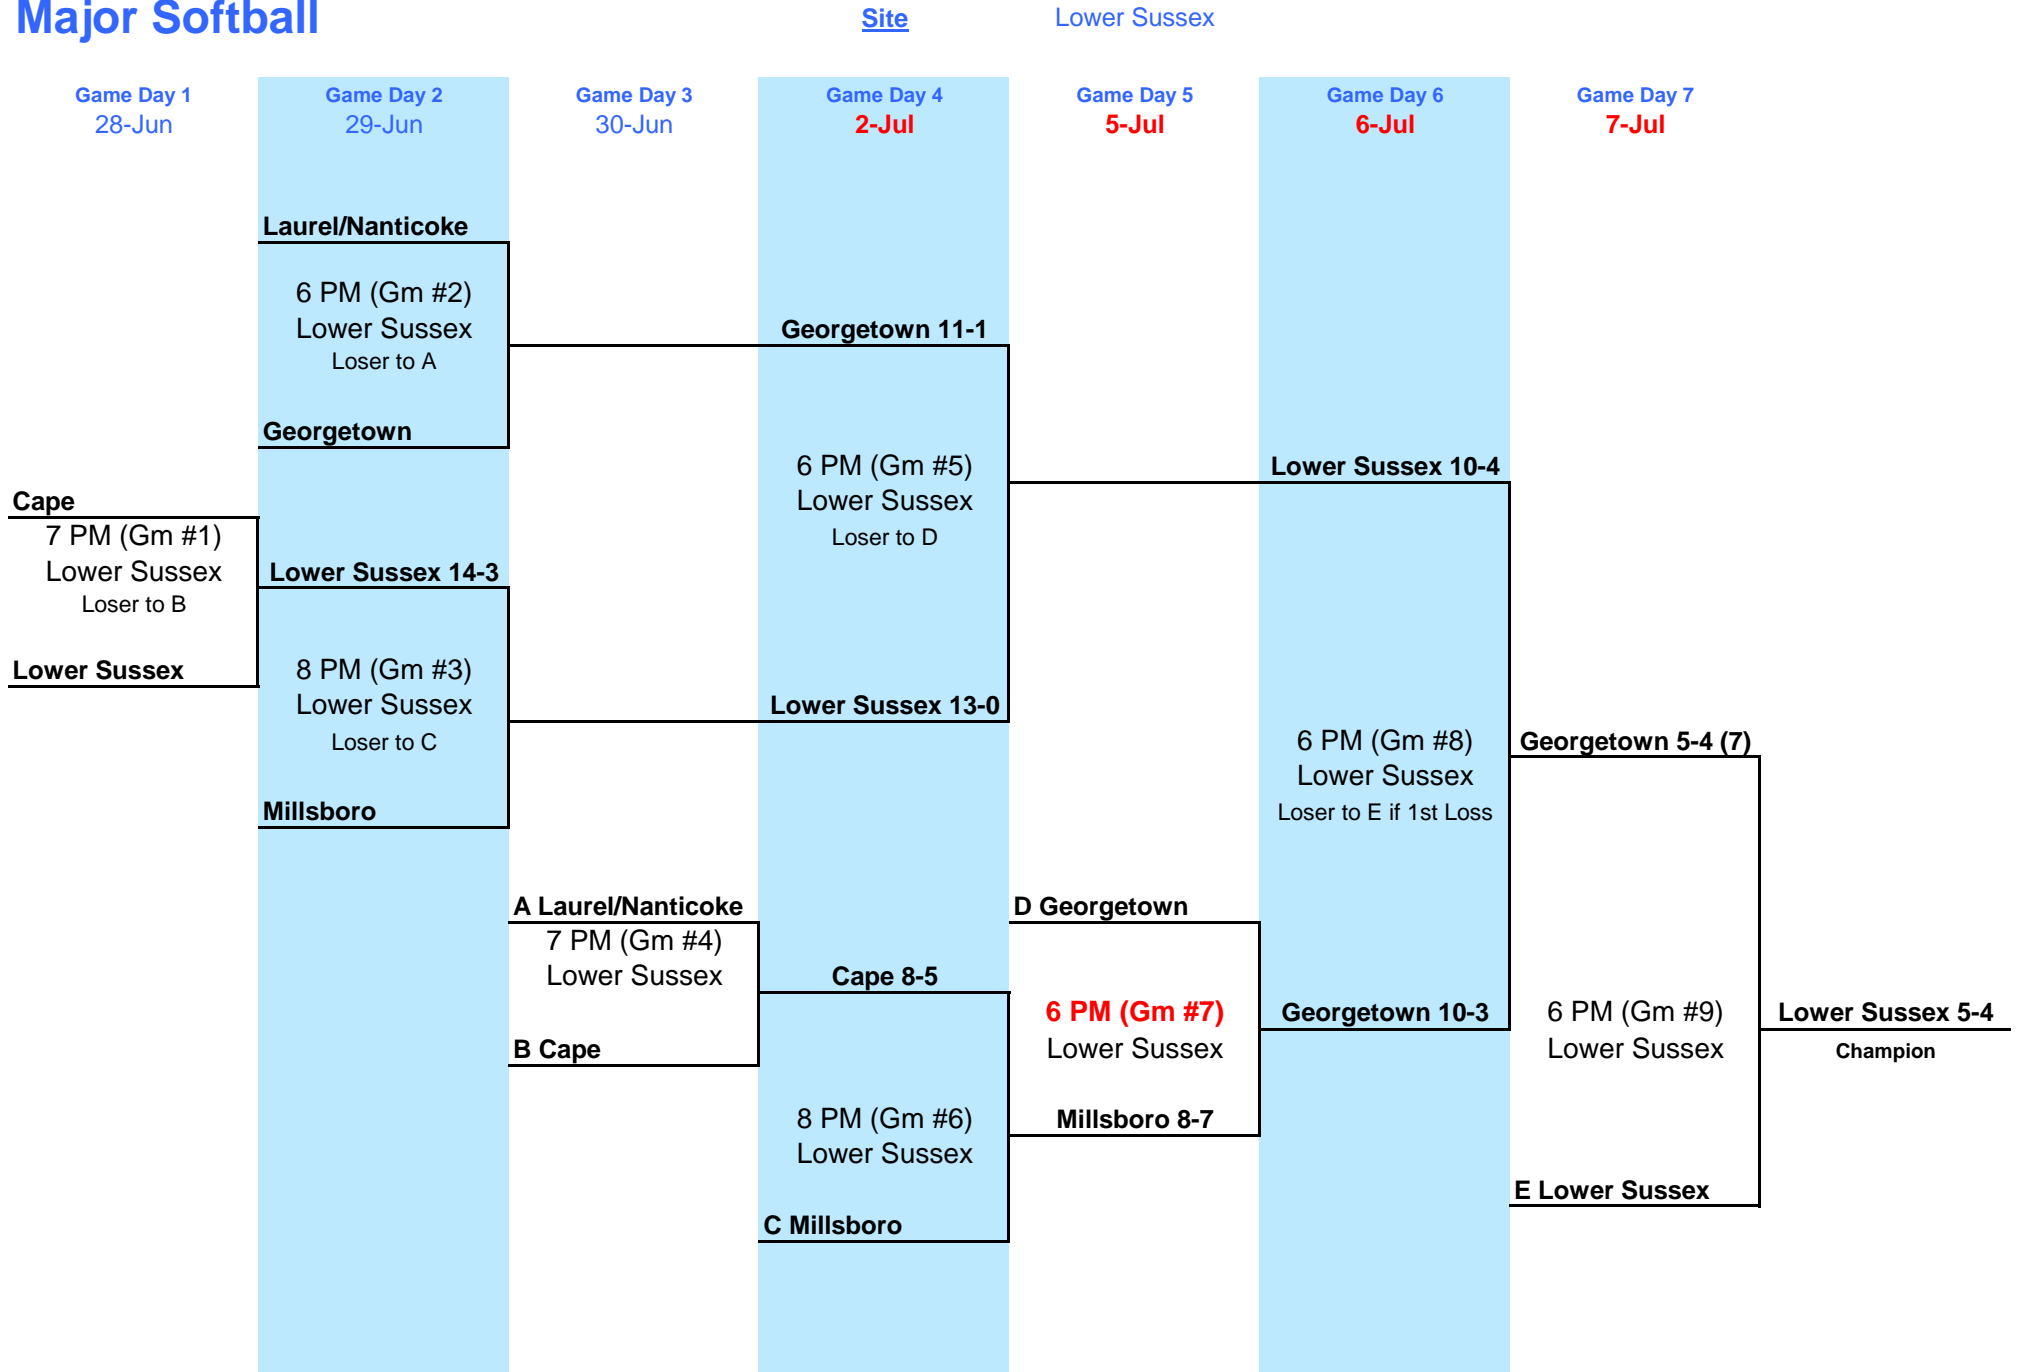 Major Softball
Site
Lower Sussex
Game Day 1
28-Jun
Game Day 2
29-Jun
Game Day 3
30-Jun
Game Day 4
2-Jul
Game Day 5
5-Jul
Game Day 6
6-Jul
Game Day 7
7-Jul
Laurel/Nanticoke
6 PM (Gm #2)
Lower Sussex
Loser to A
Georgetown
Cape
7 PM (Gm #1)
Lower Sussex
Loser to B
Lower Sussex
Lower Sussex 14-3
8 PM (Gm #3)
Lower Sussex
Loser to C
Millsboro
Georgetown 11-1
6 PM (Gm #5)
Lower Sussex
Loser to D
Lower Sussex 13-0
Lower Sussex 10-4
6 PM (Gm #8)
Lower Sussex
Loser to E if 1st Loss
Georgetown 5-4 (7)
A Laurel/Nanticoke
7 PM (Gm #4)
Lower Sussex
B Cape
Cape 8-5
8 PM (Gm #6)
Lower Sussex
C Millsboro
D Georgetown
6 PM (Gm #7)
Lower Sussex
Millsboro 8-7
Georgetown 10-3
6 PM (Gm #9)
Lower Sussex
E Lower Sussex
Lower Sussex 5-4
Champion